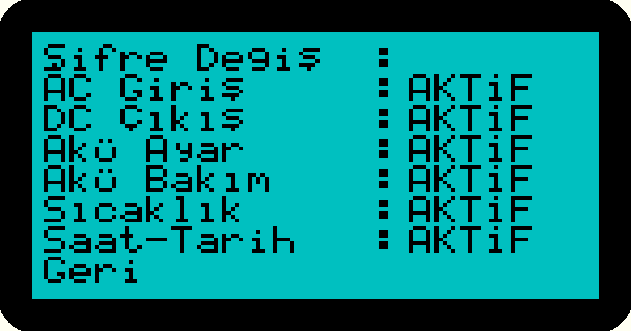 Şifre Degiş :
AC Giriş : AKTiF
DC Çıkış : AKTiF
Akü Ayar : AKTiF
Akü Bakım : AKTiF
Sıcaklık : AKTiF
Saat-Tarih : AKTiF
Geri